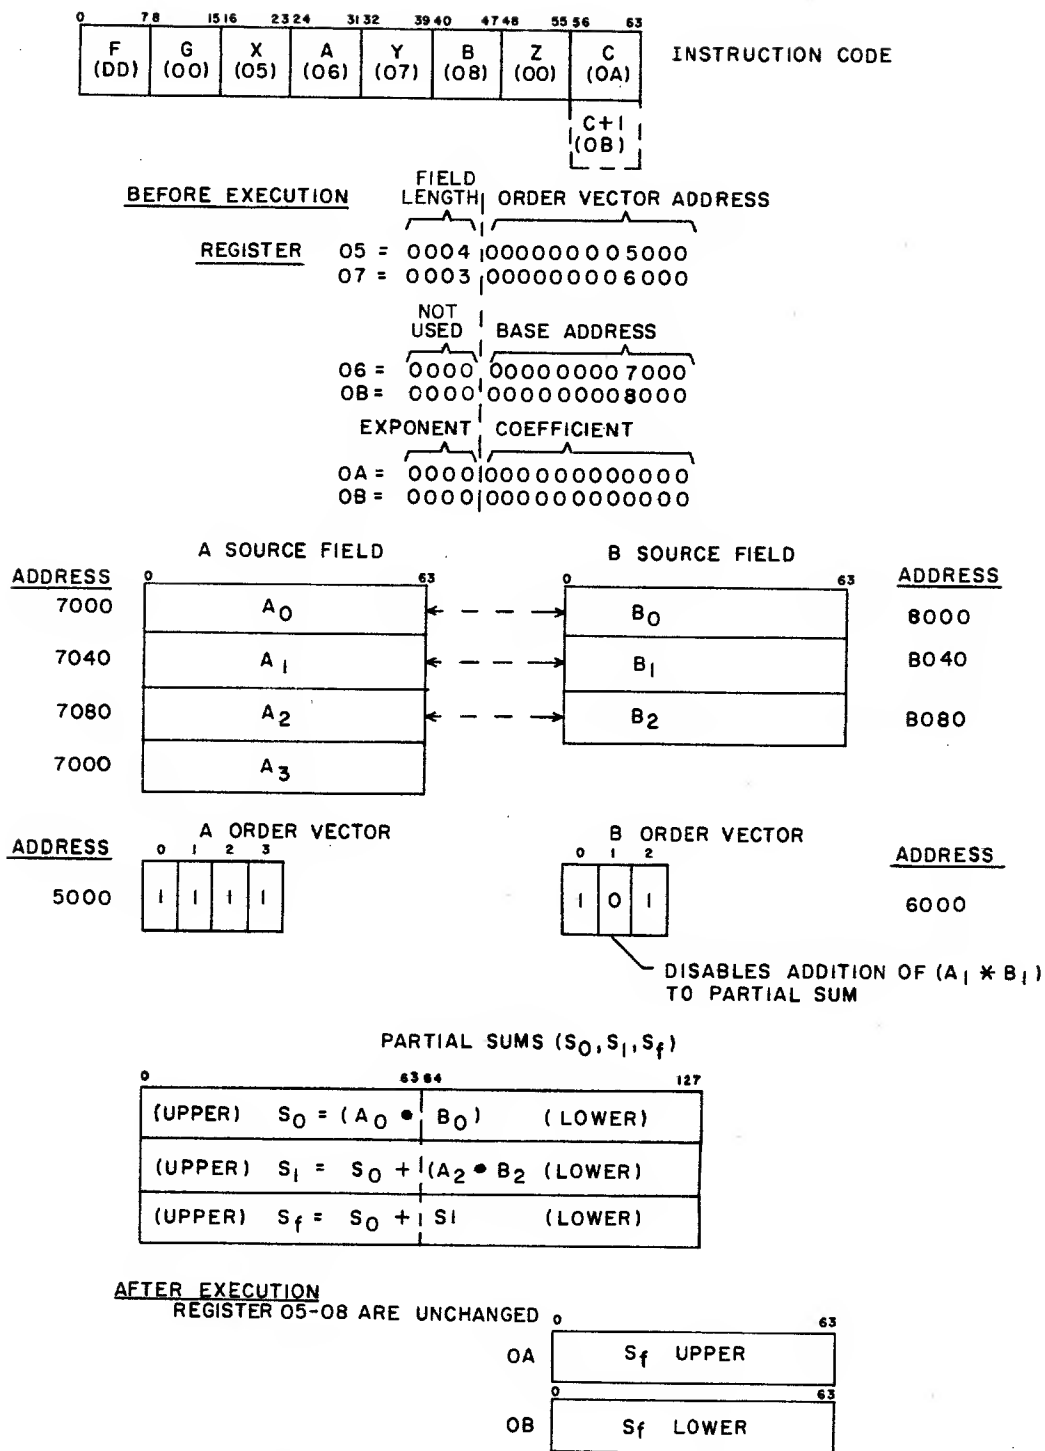 0 7 8 15 16 23 24 31 32 39 40 47 48 55 56 63
F G X A Y B Z C INSTRUCTION CODE
(DD) (00) (05) (06) (07) (08) (00) (0A)
C+1
(0B)
BEFORE EXECUTION FIELD LENGTH ORDER VECTOR ADDRESS
REGISTER 05 = 0004 000000005000
07 = 0003 000000006000
NOT USED BASE ADDRESS
06 = 0000 000000007000
0B = 0000 000000008000
EXPONENT COEFFICIENT
0A = 0000 000000000000
0B = 0000 000000000000
A SOURCE FIELD B SOURCE FIELD
ADDRESS 0 63 0 63 ADDRESS
7000 A0 B0 8000
7040 A1 B1 B040
7080 A2 B2 B080
7000 A3
A ORDER VECTOR B ORDER VECTOR
ADDRESS 0 1 2 3 0 1 2 ADDRESS
5000 1 1 1 1 1 0 1 6000
DISABLES ADDITION OF (A1 * B1)
TO PARTIAL SUM
PARTIAL SUMS (S0, S1, Sf)
0 63 64 127
(UPPER) S0 = (A0 • B0) (LOWER)
(UPPER) S1 = S0 + (A2 • B2 (LOWER)
(UPPER) Sf = S0 + S1 (LOWER)
AFTER EXECUTION
REGISTER 05-08 ARE UNCHANGED 0 63
0A Sf UPPER
0 63
0B Sf LOWER